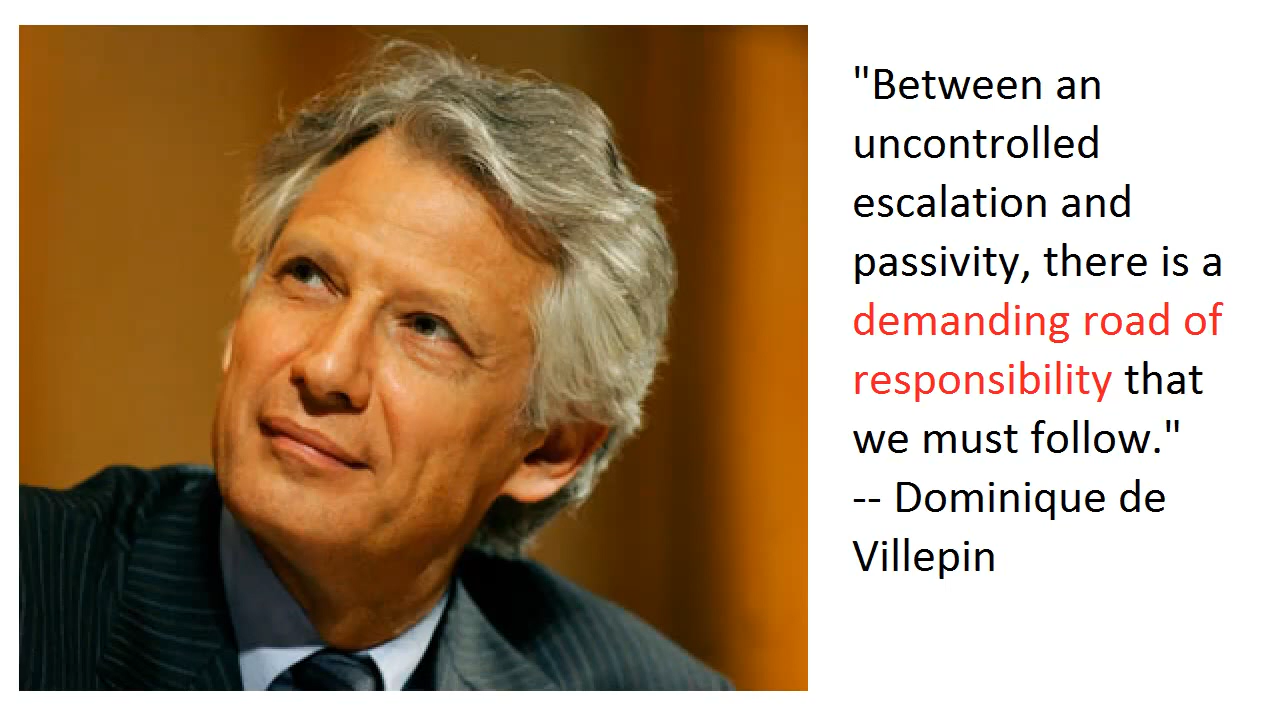 "Between an
uncontrolled
escalation and
passivity, there is a
demanding road of
responsibility that
we must follow."
-- Dominique de
Villepin